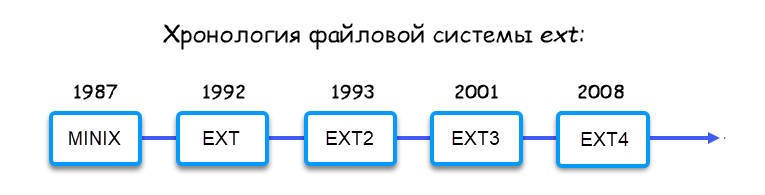 Хронология файловой системы ext:
1987 1992 1993 2001 2008
MINIX EXT EXT2 EXT3 EXT4